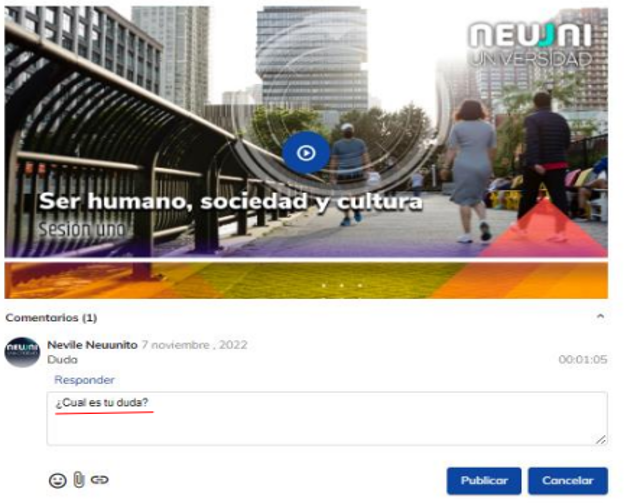 NEUUNI
UNIVERSIDAD
Ser humano, sociedad y cultura
Sesion uno
Comentarios (1)
Nevile Neuunito 7 noviembre , 2022
Duda 00:01:05
Responder
¿Cual es tu duda?
Publicar Cancelar